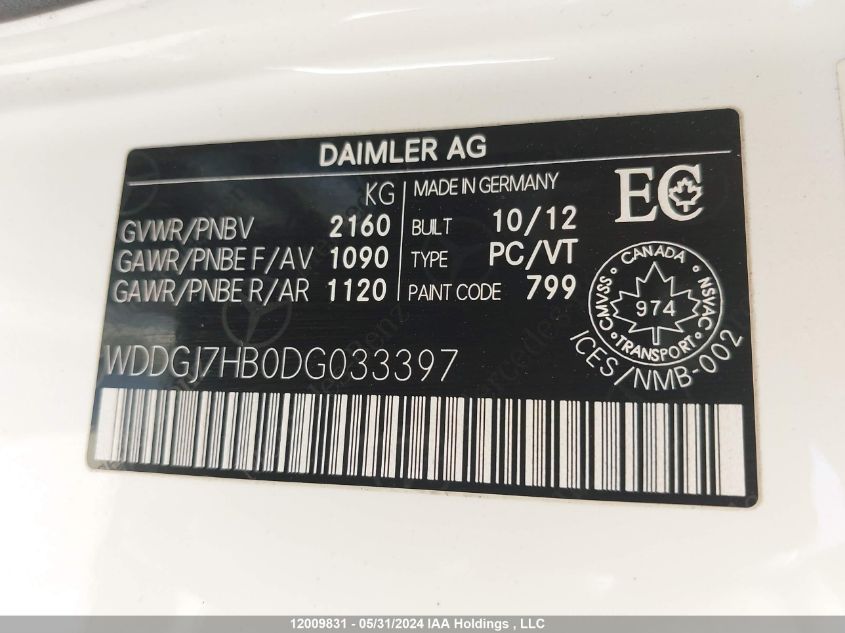 DAIMLER AG
KG
GVWR/PNBV 2160
GAWR/PNBE F/AV 1090
GAWR/PNBE R/AR 1120
MADE IN GERMANY
BUILT 10/12
TYPE PC/VT
PAINT CODE 799
EC
CANADA
CMVSS NSVAC
974
TRANSPORT
ICES/NMB-002
WDDGJ7HB0DG033397
12009831 - 05/31/2024 IAA Holdings , LLC